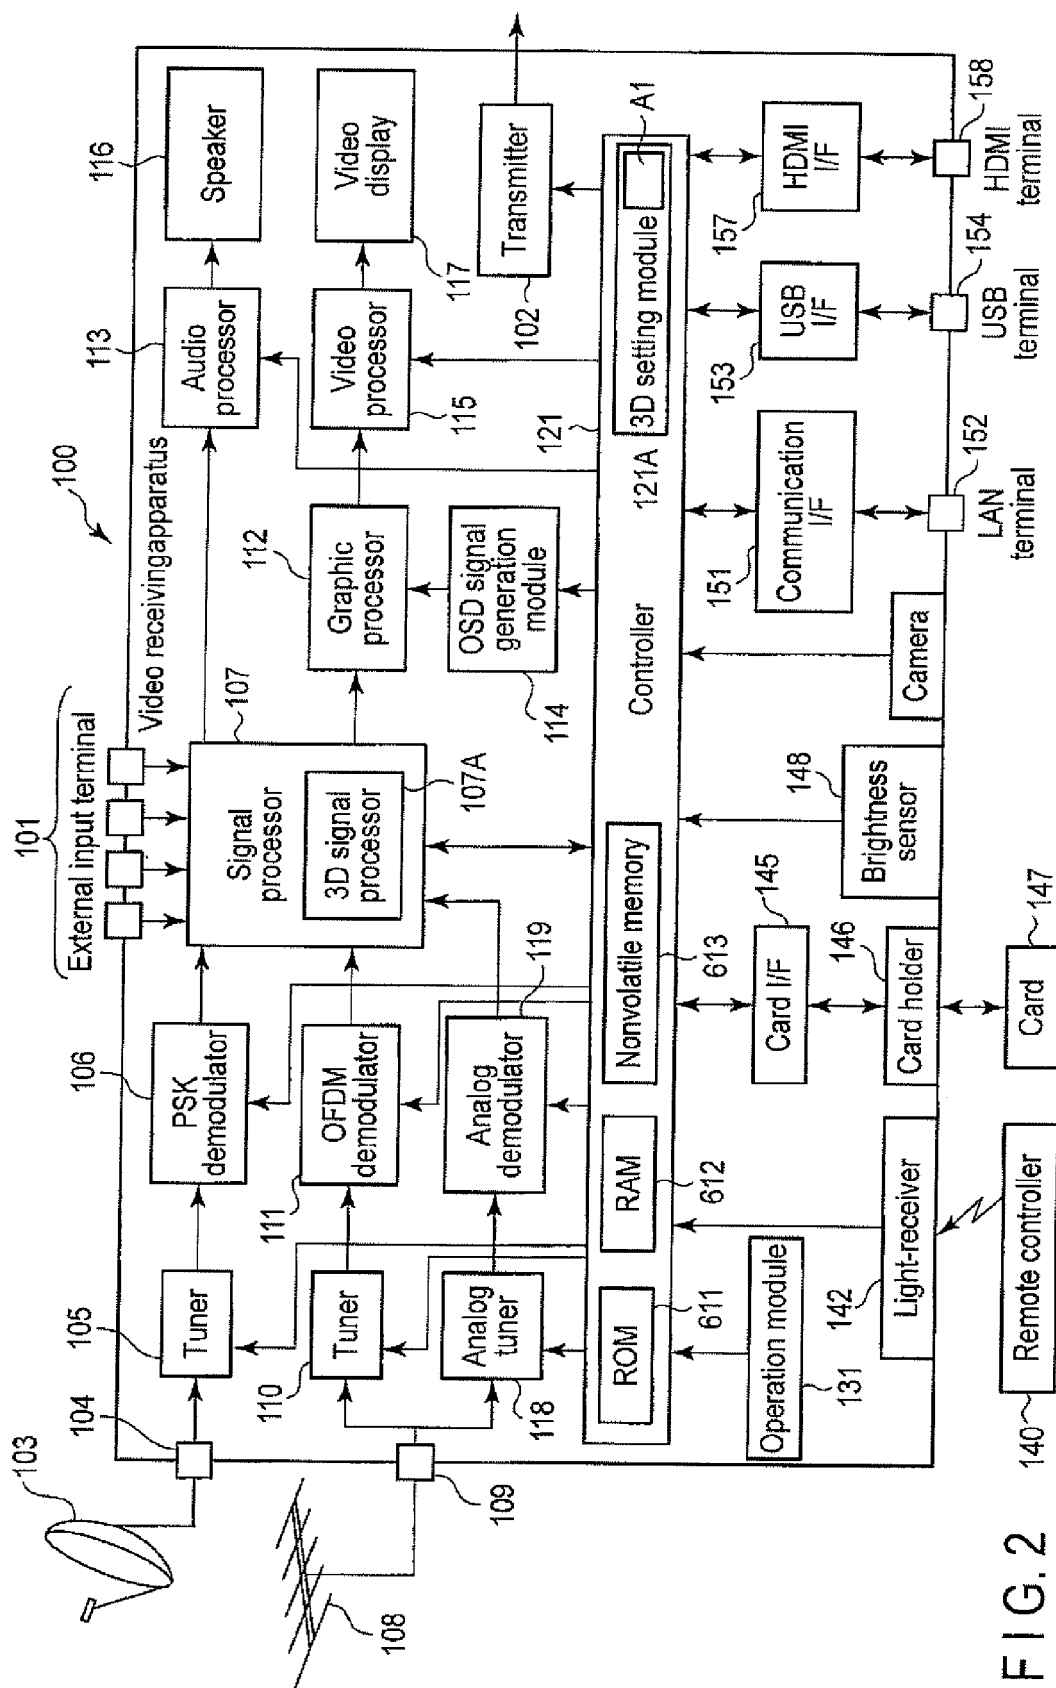 100
101
External input terminal
Video receivingapparatus
103
104
105
Tuner
106
PSK
demodulator
107
Signal
processor
3D signal
processor
107A
113
Audio
processor
116
Speaker
108
109
110
Tuner
111
OFDM
demodulator
112
Graphic
processor
Video
processor
115
Video
display
117
118
Analog
tuner
119
Analog
demodulator
114
OSD signal
generation
module
102
Transmitter
121
Controller
ROM
611
RAM
612
Nonvolatile memory
613
121A
3D setting module
A1
131
Operation module
142
Light-receiver
140
Remote controller
145
Card I/F
146
Card holder
147
Card
148
Brightness
sensor
Camera
151
Communication
I/F
152
LAN
terminal
153
USB
I/F
154
USB
terminal
157
HDMI
I/F
158
HDMI
terminal
FIG. 2